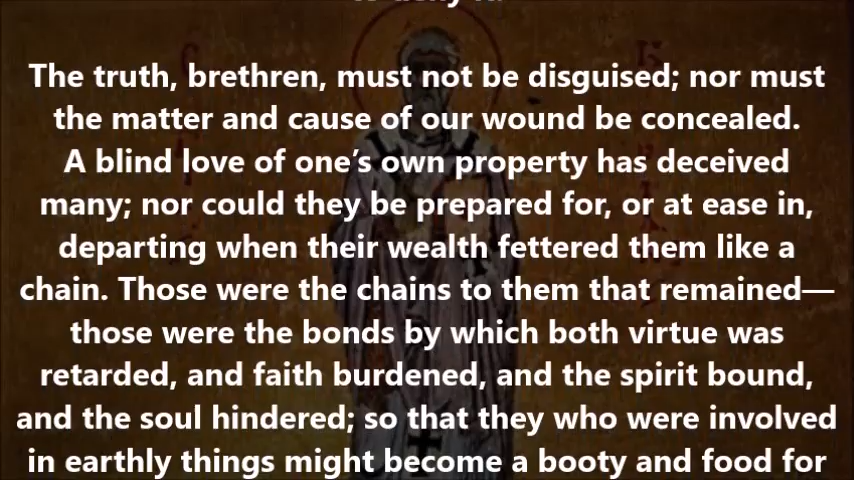 The truth, brethren, must not be disguised; nor must
the matter and cause of our wound be concealed.
A blind love of one’s own property has deceived
many; nor could they be prepared for, or at ease in,
departing when their wealth fettered them like a
chain. Those were the chains to them that remained—
those were the bonds by which both virtue was
retarded, and faith burdened, and the spirit bound,
and the soul hindered; so that they who were involved
in earthly things might become a booty and food for